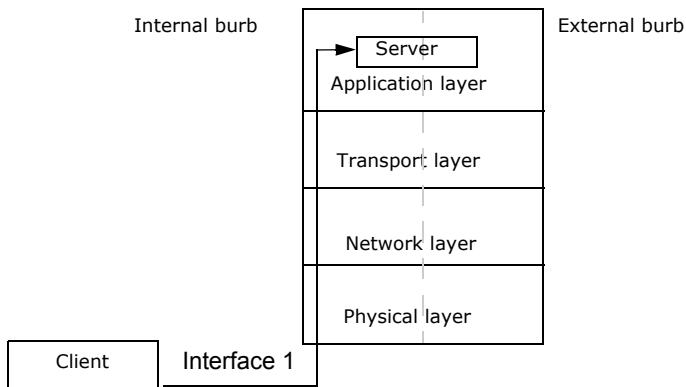 Internal burb
External burb
Server
Application layer
Transport layer
Network layer
Physical layer
Client
Interface 1